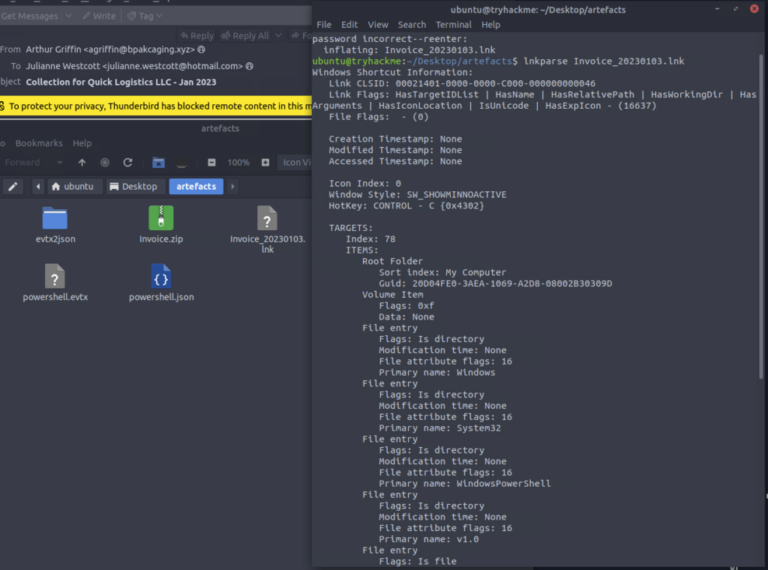 Get Messages
Write
Tag
Reply
Reply All
From Arthur Griffin <agriffin@bpakcaging.xyz>
To Julianne Westcott <julianne.westcott@hotmail.com>
bject Collection for Quick Logistics LLC - Jan 2023
To protect your privacy, Thunderbird has blocked remote content in this m
artefacts
o Bookmarks Help
Forward
100%
Icon Vi
ubuntu
Desktop
artefacts
evtx2json
Invoice.zip
Invoice_20230103.
lnk
powershell.evtx
powershell.json
ubuntu@tryhackme: ~/Desktop/artefacts
File Edit View Search Terminal Help
password incorrect--reenter:
inflating: Invoice_20230103.lnk
ubuntu@tryhackme:~/Desktop/artefacts$ lnkparse Invoice_20230103.lnk
Windows Shortcut Information:
Link CLSID: 00021401-0000-0000-C000-000000000046
Link Flags: HasTargetIDList | HasName | HasRelativePath | HasWorkingDir | Has
Arguments | HasIconLocation | IsUnicode | HasExpIcon - (16637)
File Flags: - (0)
Creation Timestamp: None
Modified Timestamp: None
Accessed Timestamp: None
Icon Index: 0
Window Style: SW_SHOWMINNOACTIVE
HotKey: CONTROL - C {0x4302}
TARGETS:
Index: 78
ITEMS:
Root Folder
Sort index: My Computer
Guid: 20D04FE0-3AEA-1069-A2D8-08002B30309D
Volume Item
Flags: 0xf
Data: None
File entry
Flags: Is directory
Modification time: None
File attribute flags: 16
Primary name: Windows
File entry
Flags: Is directory
Modification time: None
File attribute flags: 16
Primary name: System32
File entry
Flags: Is directory
Modification time: None
File attribute flags: 16
Primary name: WindowsPowerShell
File entry
Flags: Is directory
Modification time: None
File attribute flags: 16
Primary name: v1.0
File entry
Flags: Is file